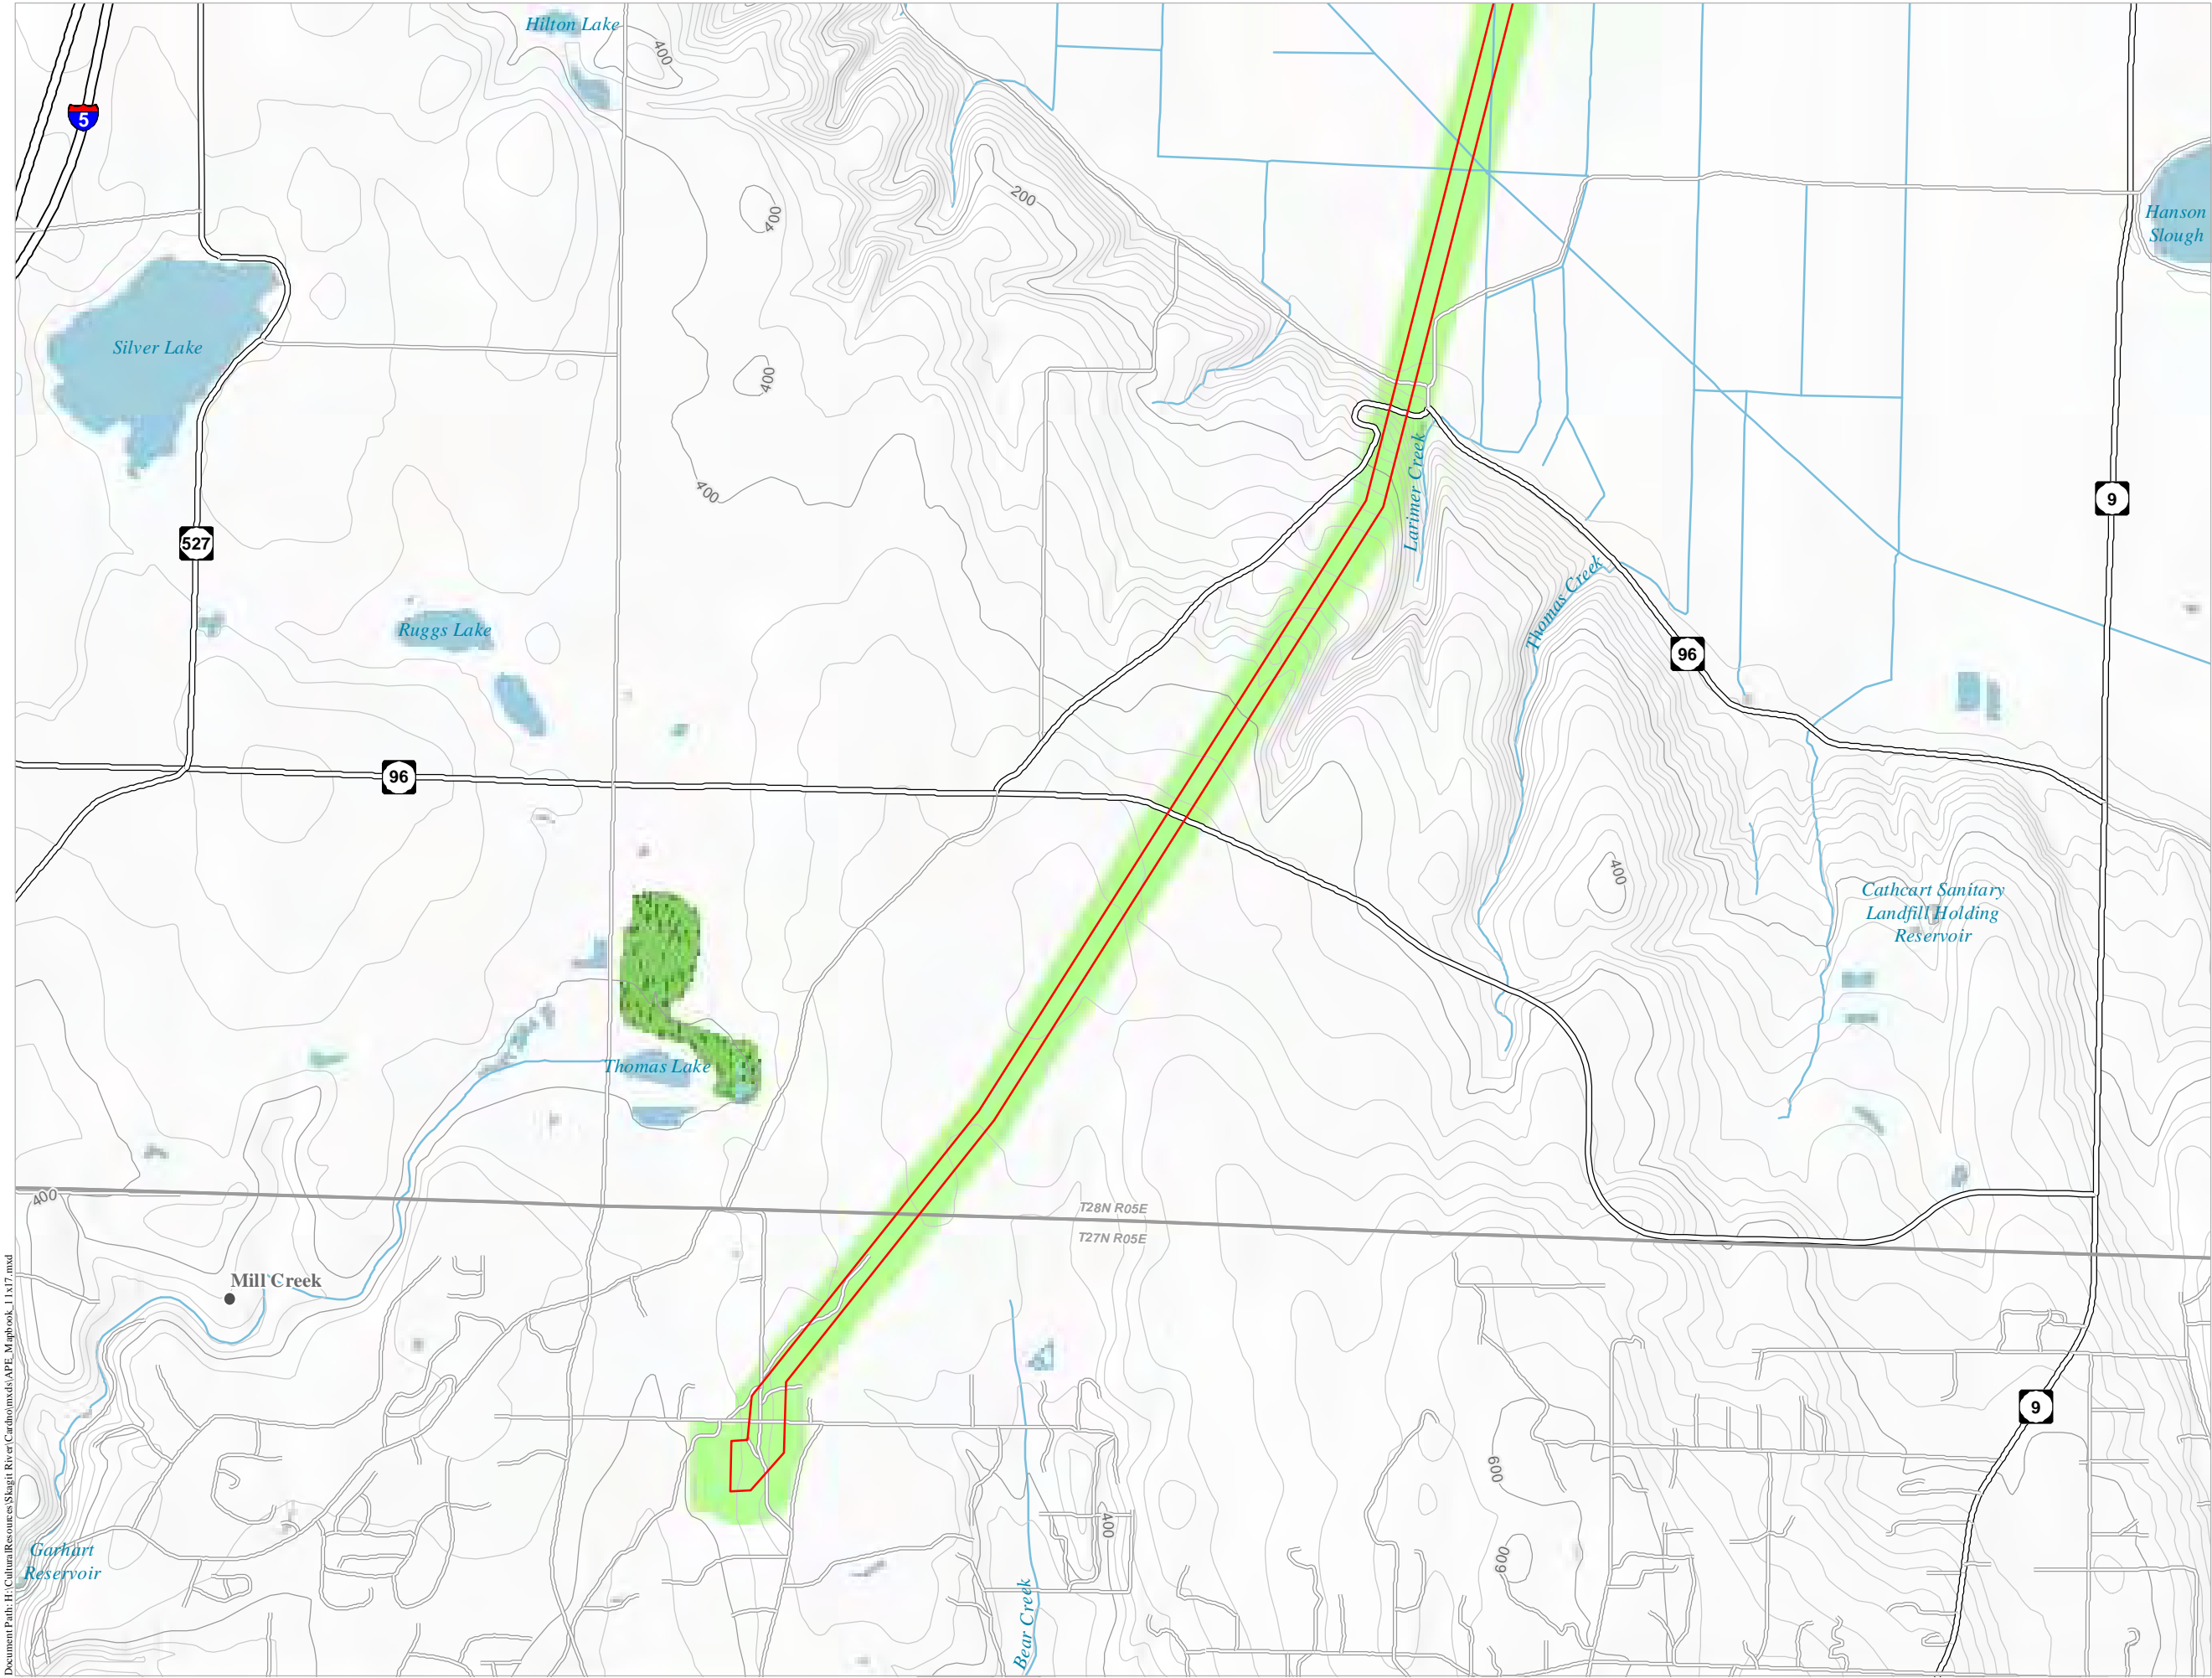 Hilton Lake
400
5
200
400
Hanson
Slough
Silver Lake
400
Larimer Creek
400
9
527
Thomas Creek
Ruggs Lake
96
96
400
Cathcart Sanitary
Landfill Holding
Reservoir
Thomas Lake
400
T28N R05E
T27N R05E
Mill Creek
9
600
400
600
Garhart
Reservoir
Bear Creek
Document Path: H:\CulturalResources\Skagit River\Cardno\mxds\APE_Mapbook_11x17.mxd